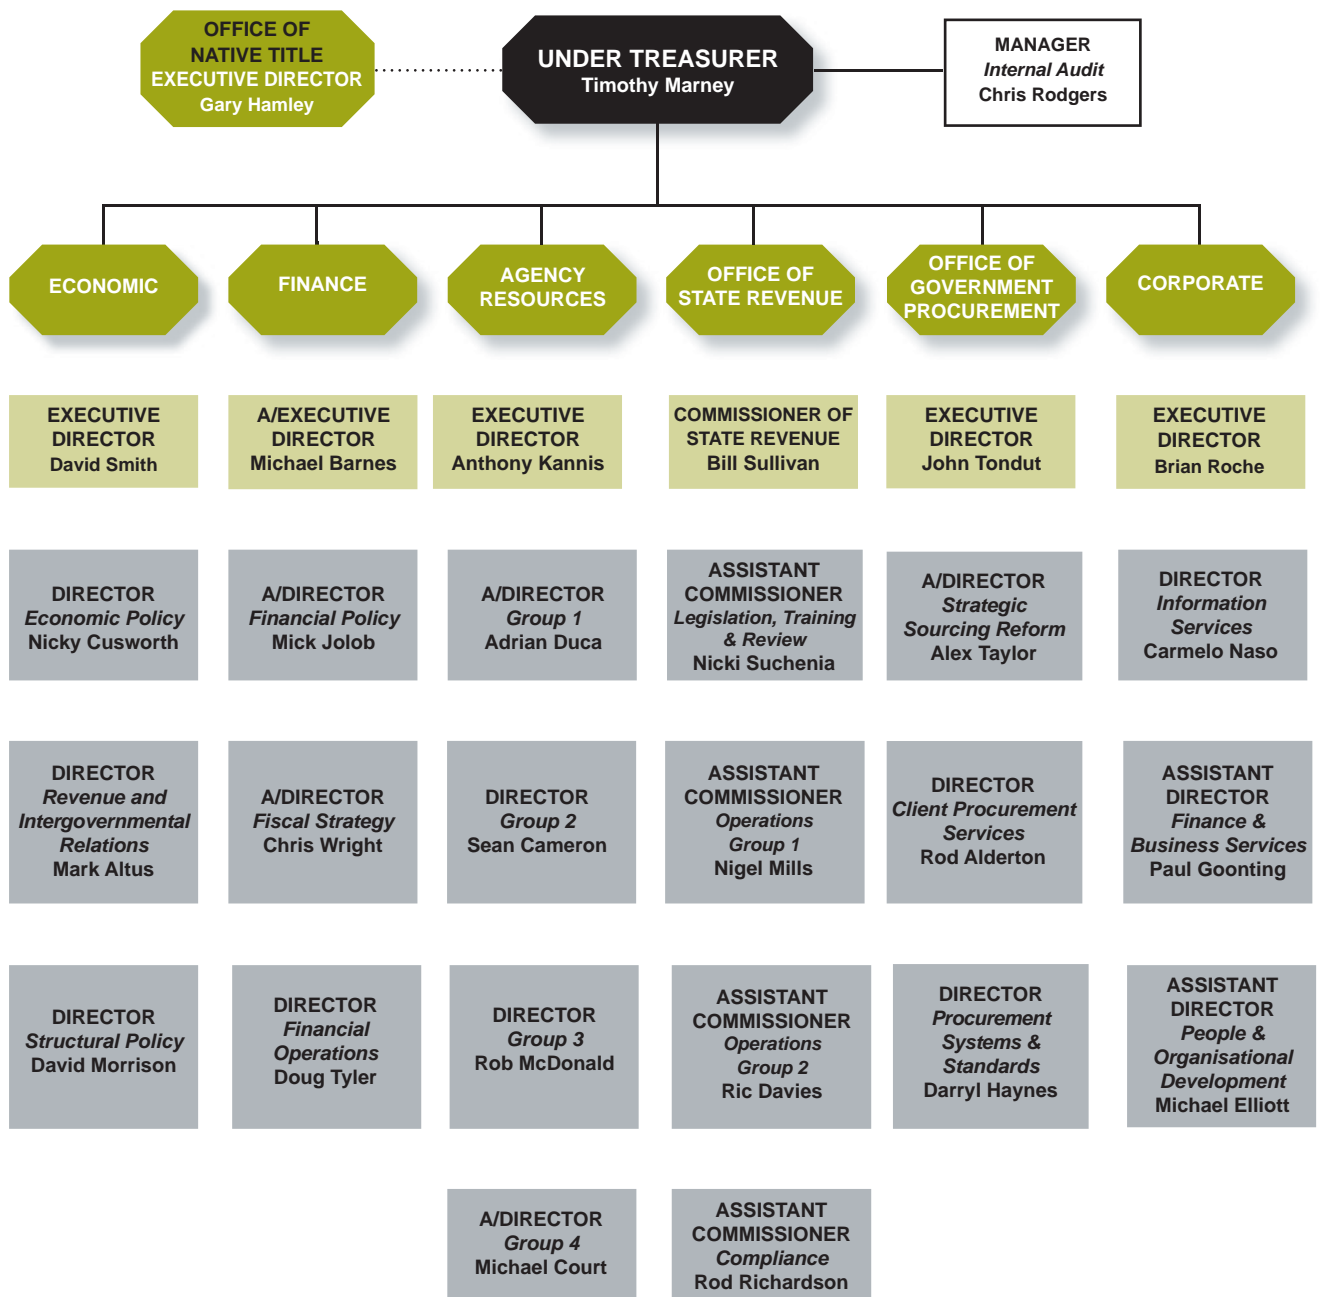 OFFICE OF
NATIVE TITLE
EXECUTIVE DIRECTOR
Gary Hamley
UNDER TREASURER
Timothy Marney
MANAGER
Internal Audit
Chris Rodgers
ECONOMIC
FINANCE
AGENCY
RESOURCES
OFFICE OF
STATE REVENUE
OFFICE OF
GOVERNMENT
PROCUREMENT
CORPORATE
EXECUTIVE
DIRECTOR
David Smith
A/EXECUTIVE
DIRECTOR
Michael Barnes
EXECUTIVE
DIRECTOR
Anthony Kannis
COMMISSIONER OF
STATE REVENUE
Bill Sullivan
EXECUTIVE
DIRECTOR
John Tondut
EXECUTIVE
DIRECTOR
Brian Roche
DIRECTOR
Economic Policy
Nicky Cusworth
A/DIRECTOR
Financial Policy
Mick Jolob
A/DIRECTOR
Group 1
Adrian Duca
ASSISTANT
COMMISSIONER
Legislation, Training
& Review
Nicki Suchenia
A/DIRECTOR
Strategic
Sourcing Reform
Alex Taylor
DIRECTOR
Information
Services
Carmelo Naso
DIRECTOR
Revenue and
Intergovernmental
Relations
Mark Altus
A/DIRECTOR
Fiscal Strategy
Chris Wright
DIRECTOR
Group 2
Sean Cameron
ASSISTANT
COMMISSIONER
Operations
Group 1
Nigel Mills
DIRECTOR
Client Procurement
Services
Rod Alderton
ASSISTANT
DIRECTOR
Finance &
Business Services
Paul Goonting
DIRECTOR
Structural Policy
David Morrison
DIRECTOR
Financial
Operations
Doug Tyler
DIRECTOR
Group 3
Rob McDonald
ASSISTANT
COMMISSIONER
Operations
Group 2
Ric Davies
DIRECTOR
Procurement
Systems &
Standards
Darryl Haynes
ASSISTANT
DIRECTOR
People &
Organisational
Development
Michael Elliott
A/DIRECTOR
Group 4
Michael Court
ASSISTANT
COMMISSIONER
Compliance
Rod Richardson